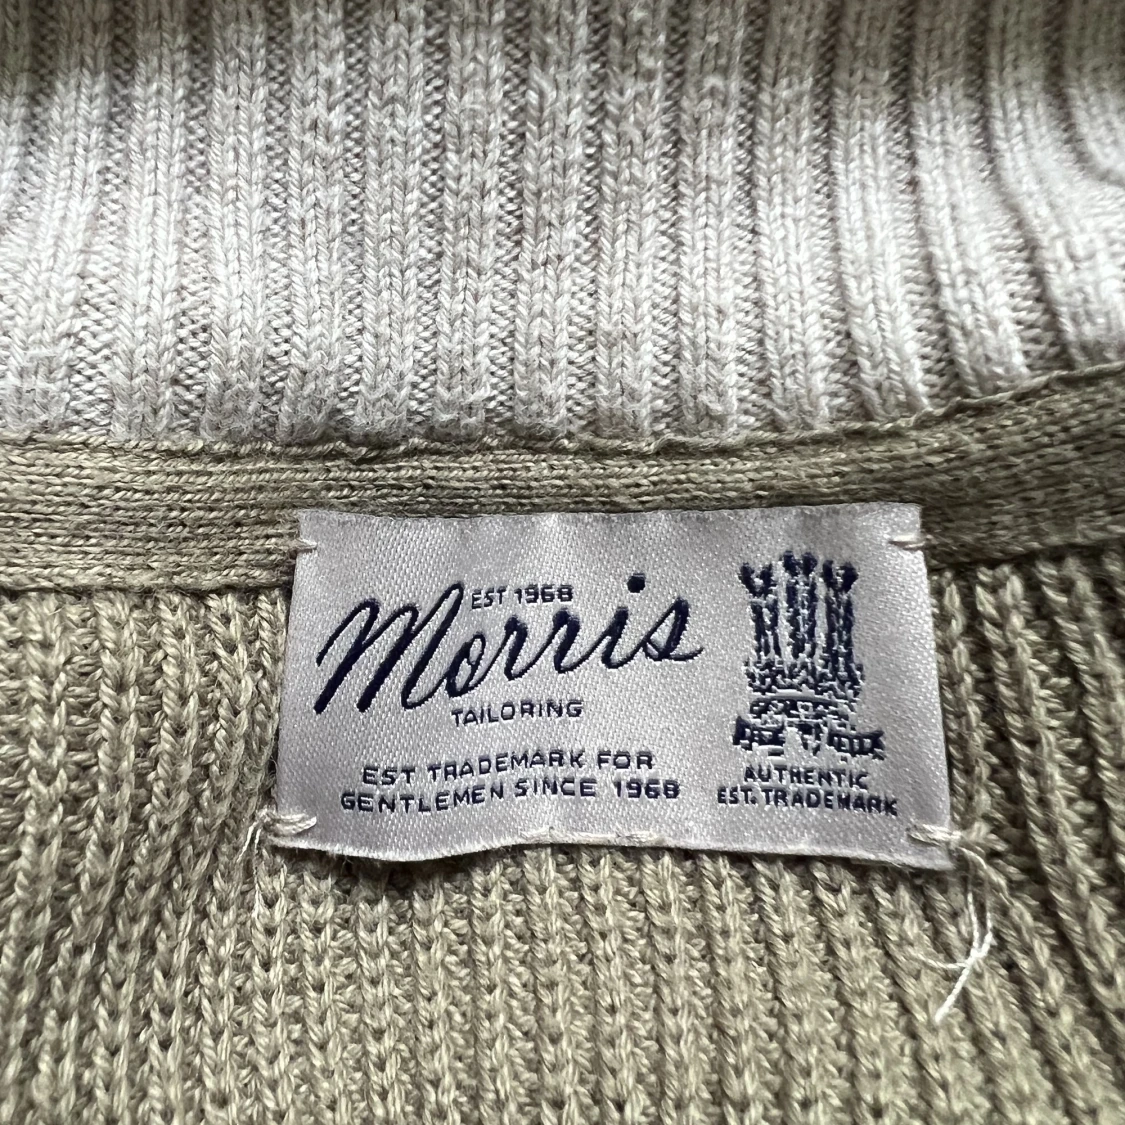 EST 1968
Morris
TAILORING
EST TRADEMARK FOR
GENTLEMEN SINCE 1968
AUTHENTIC
EST. TRADEMARK